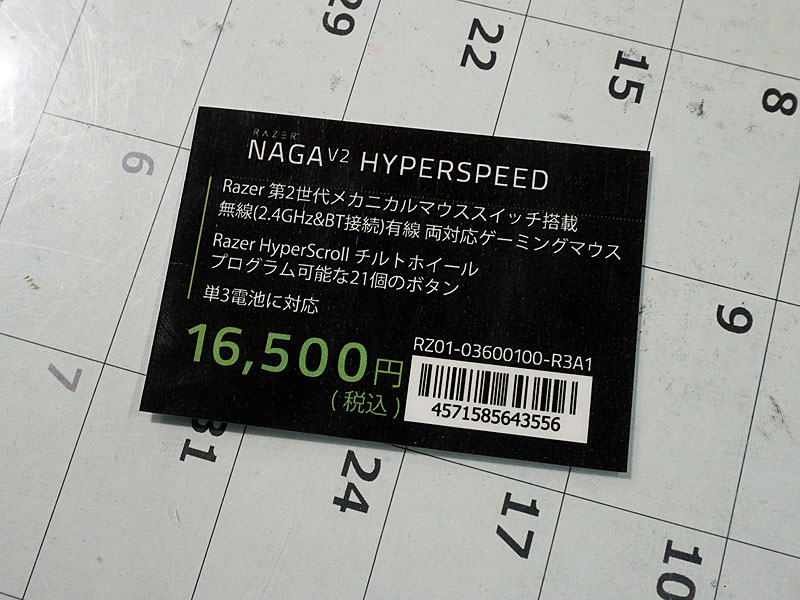 RAZER
NAGA V2 HYPERSPEED
Razer 第2世代メカニカルマウススイッチ搭載
無線(2.4GHz&BT接続)有線 両対応ゲーミングマウス
Razer HyperScroll チルトホイール
プログラム可能な21個のボタン
単3電池に対応
16,500円
(税込)
RZ01-03600100-R3A1
4571585643556
29
22
15
8
6
9
7
31
24
17
10